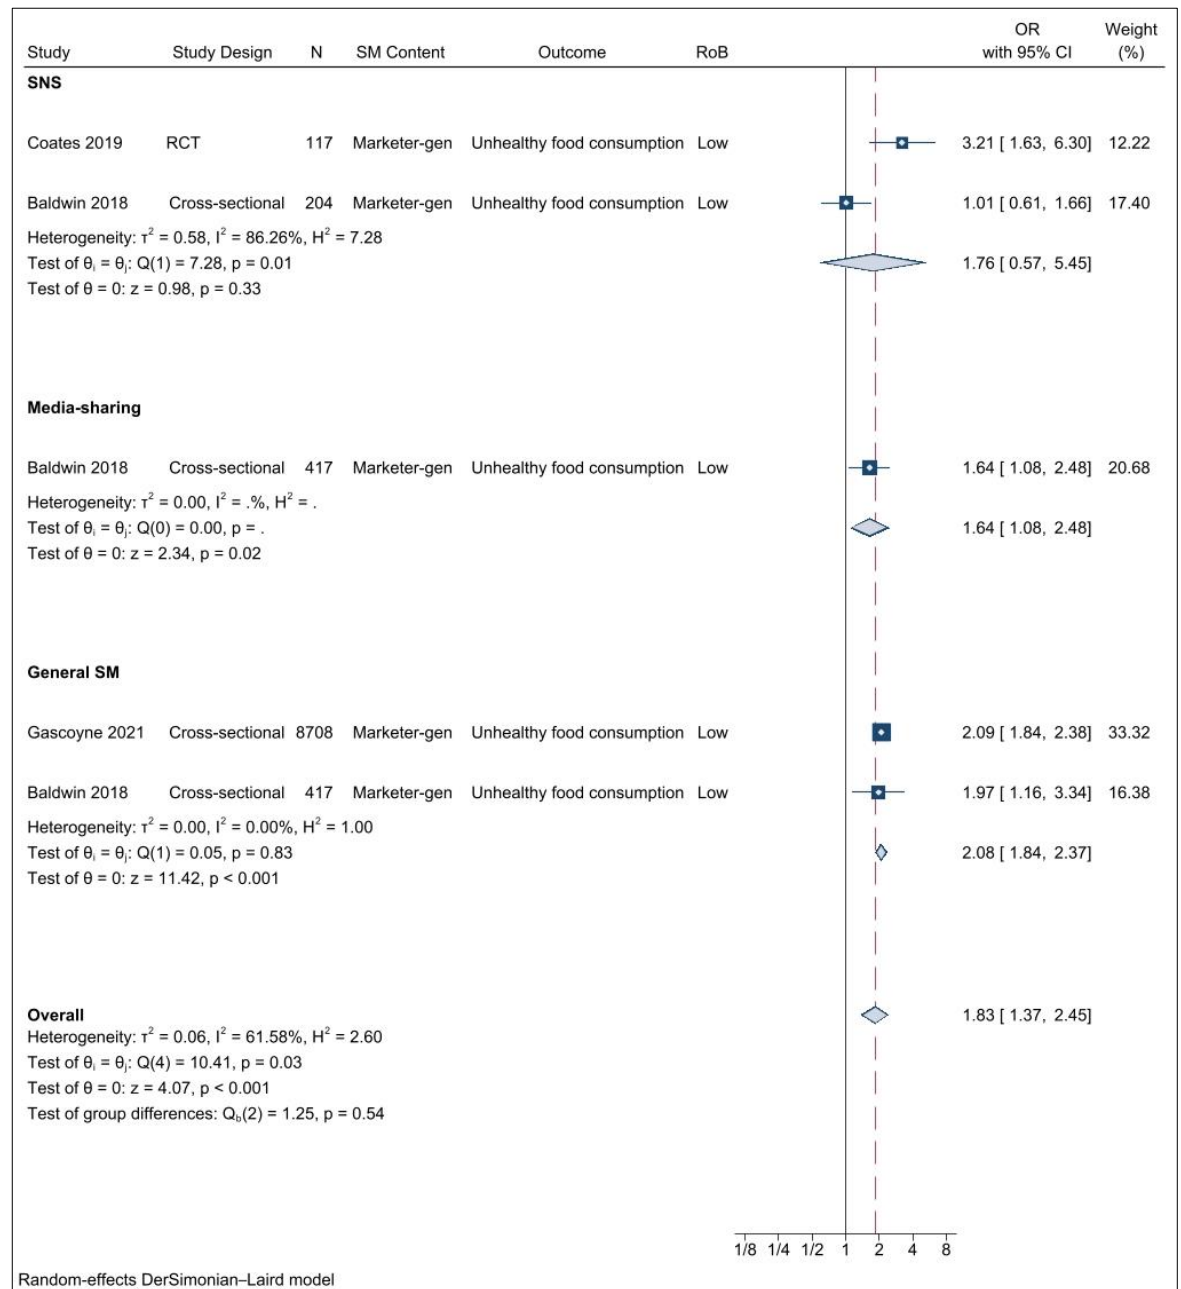 OR Weight
Study Study Design N SM Content Outcome RoB with 95% CI (%)
SNS
Coates 2019 RCT 117 Marketer-gen Unhealthy food consumption Low 3.21 [ 1.63, 6.30] 12.22
Baldwin 2018 Cross-sectional 204 Marketer-gen Unhealthy food consumption Low 1.01 [ 0.61, 1.66] 17.40
Heterogeneity: τ² = 0.58, I² = 86.26%, H² = 7.28
Test of θᵢ = θⱼ: Q(1) = 7.28, p = 0.01 1.76 [ 0.57, 5.45]
Test of θ = 0: z = 0.98, p = 0.33
Media-sharing
Baldwin 2018 Cross-sectional 417 Marketer-gen Unhealthy food consumption Low 1.64 [ 1.08, 2.48] 20.68
Heterogeneity: τ² = 0.00, I² = .%, H² = .
Test of θᵢ = θⱼ: Q(0) = 0.00, p = . 1.64 [ 1.08, 2.48]
Test of θ = 0: z = 2.34, p = 0.02
General SM
Gascoyne 2021 Cross-sectional 8708 Marketer-gen Unhealthy food consumption Low 2.09 [ 1.84, 2.38] 33.32
Baldwin 2018 Cross-sectional 417 Marketer-gen Unhealthy food consumption Low 1.97 [ 1.16, 3.34] 16.38
Heterogeneity: τ² = 0.00, I² = 0.00%, H² = 1.00
Test of θᵢ = θⱼ: Q(1) = 0.05, p = 0.83 2.08 [ 1.84, 2.37]
Test of θ = 0: z = 11.42, p < 0.001
Overall 1.83 [ 1.37, 2.45]
Heterogeneity: τ² = 0.06, I² = 61.58%, H² = 2.60
Test of θᵢ = θⱼ: Q(4) = 10.41, p = 0.03
Test of θ = 0: z = 4.07, p < 0.001
Test of group differences: Q_b(2) = 1.25, p = 0.54
1/8 1/4 1/2 1 2 4 8
Random-effects DerSimonian–Laird model